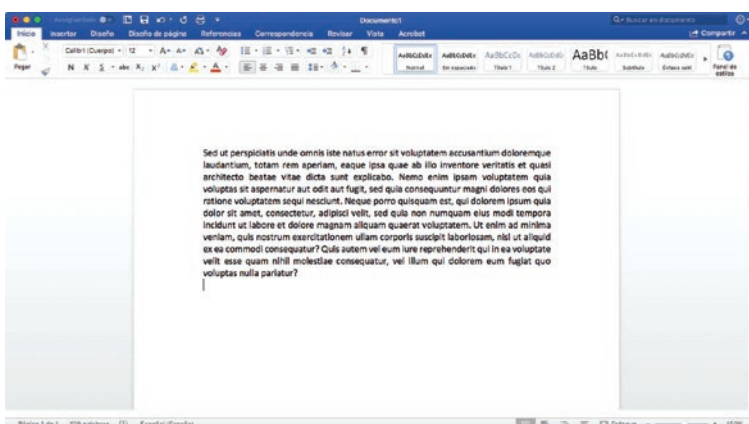 Documento1
Buscar en documento
Inicio Insertar Diseño Diseño de página Referencias Correspondencia Revisar Vista Acrobat
Compartir
Calibri (Cuerpo) 12
Pegar
N K S abc X₂ X²
AaBbCcDdEe AaBbCcDdEe AaBbCcDc AaBbCcDdEe AaBb( AaBbCcDdEe AaBbCcDdEe
Normal Sin espaciado Título 1 Título 2 Título Subtítulo Énfasis sutil
Panel de estilos
Sed ut perspiciatis unde omnis iste natus error sit voluptatem accusantium doloremque
laudantium, totam rem aperiam, eaque ipsa quae ab illo inventore veritatis et quasi
architecto beatae vitae dicta sunt explicabo. Nemo enim ipsam voluptatem quia
voluptas sit aspernatur aut odit aut fugit, sed quia consequuntur magni dolores eos qui
ratione voluptatem sequi nesciunt. Neque porro quisquam est, qui dolorem ipsum quia
dolor sit amet, consectetur, adipisci velit, sed quia non numquam eius modi tempora
incidunt ut labore et dolore magnam aliquam quaerat voluptatem. Ut enim ad minima
veniam, quis nostrum exercitationem ullam corporis suscipit laboriosam, nisi ut aliquid
ex ea commodi consequatur? Quis autem vel eum iure reprehenderit qui in ea voluptate
velit esse quam nihil molestiae consequatur, vel illum qui dolorem eum fugiat quo
voluptas nulla pariatur?